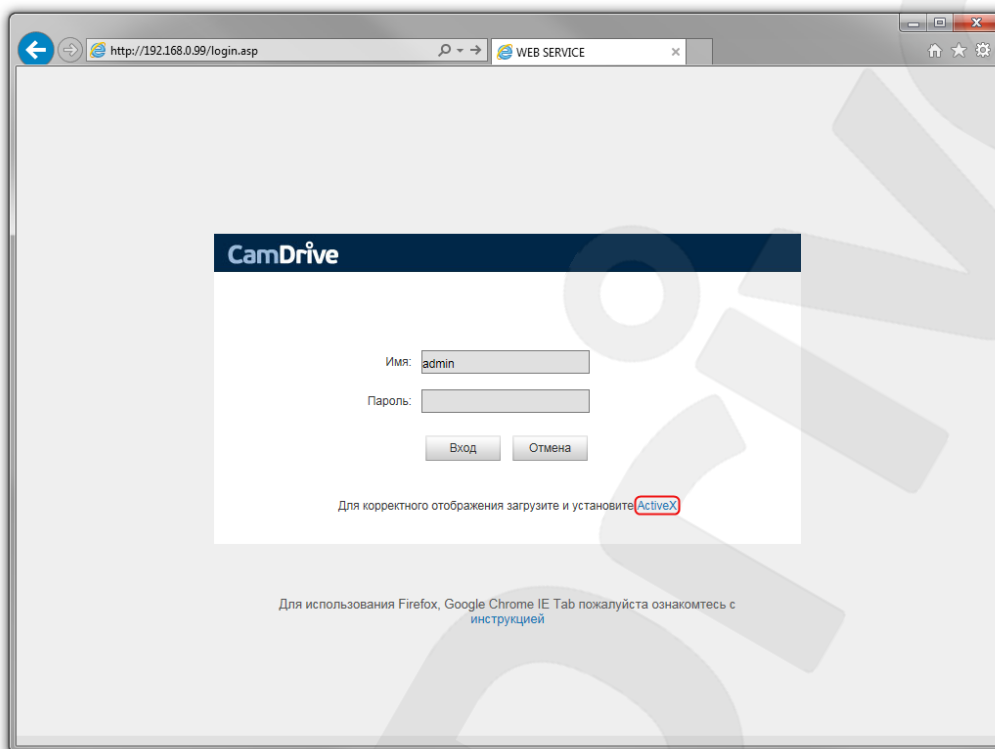 http://192.168.0.99/login.asp
WEB SERVICE
CamDrive
Имя: admin
Пароль:
Вход Отмена
Для корректного отображения загрузите и установите ActiveX
Для использования Firefox, Google Chrome IE Tab пожалуйста ознакомтесь с
инструкцией